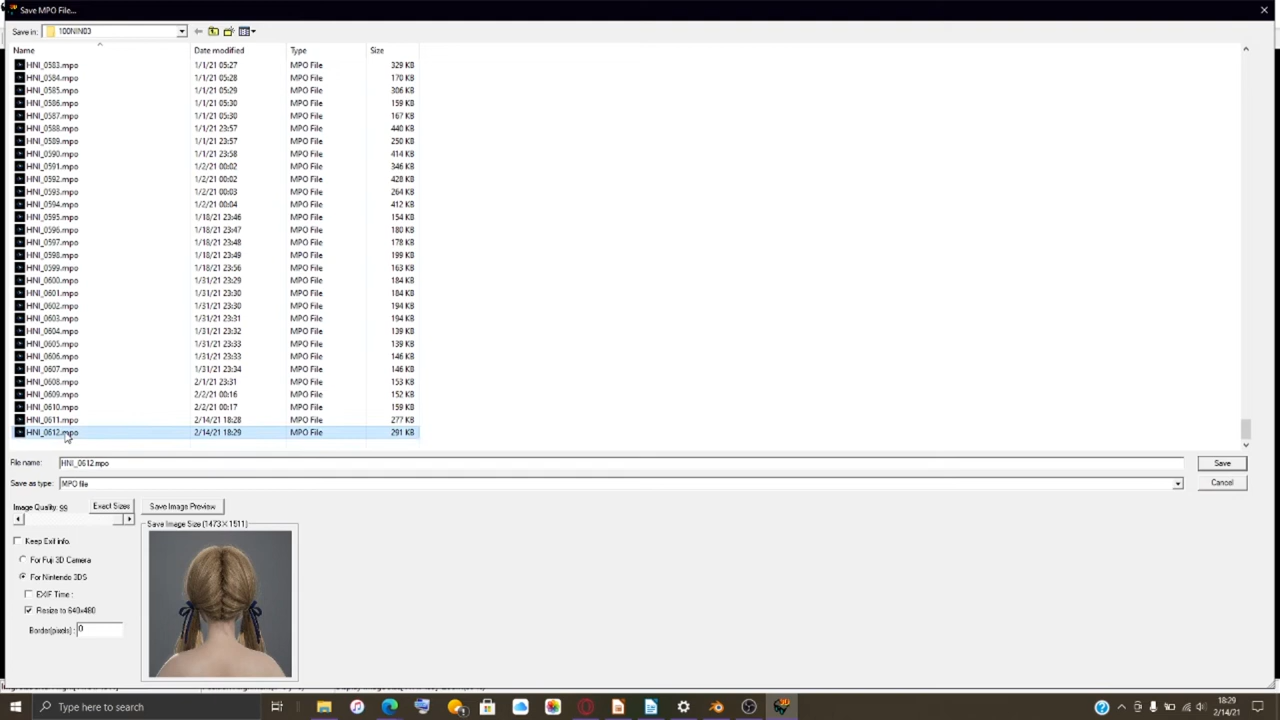 Save MPO File...
Save in: 100NIN03
Name Date modified Type Size
HNI_0583.mpo 1/1/21 05:27 MPO File 329 KB
HNI_0584.mpo 1/1/21 05:28 MPO File 170 KB
HNI_0585.mpo 1/1/21 05:29 MPO File 306 KB
HNI_0586.mpo 1/1/21 05:30 MPO File 159 KB
HNI_0587.mpo 1/1/21 05:30 MPO File 167 KB
HNI_0588.mpo 1/1/21 23:57 MPO File 440 KB
HNI_0589.mpo 1/1/21 23:57 MPO File 250 KB
HNI_0590.mpo 1/1/21 23:58 MPO File 414 KB
HNI_0591.mpo 1/2/21 00:02 MPO File 346 KB
HNI_0592.mpo 1/2/21 00:02 MPO File 428 KB
HNI_0593.mpo 1/2/21 00:03 MPO File 264 KB
HNI_0594.mpo 1/2/21 00:04 MPO File 412 KB
HNI_0595.mpo 1/18/21 23:46 MPO File 154 KB
HNI_0596.mpo 1/18/21 23:47 MPO File 180 KB
HNI_0597.mpo 1/18/21 23:48 MPO File 178 KB
HNI_0598.mpo 1/18/21 23:49 MPO File 199 KB
HNI_0599.mpo 1/18/21 23:56 MPO File 163 KB
HNI_0600.mpo 1/31/21 23:29 MPO File 184 KB
HNI_0601.mpo 1/31/21 23:30 MPO File 184 KB
HNI_0602.mpo 1/31/21 23:30 MPO File 194 KB
HNI_0603.mpo 1/31/21 23:31 MPO File 194 KB
HNI_0604.mpo 1/31/21 23:32 MPO File 139 KB
HNI_0605.mpo 1/31/21 23:33 MPO File 139 KB
HNI_0606.mpo 1/31/21 23:33 MPO File 146 KB
HNI_0607.mpo 1/31/21 23:34 MPO File 146 KB
HNI_0608.mpo 2/1/21 23:31 MPO File 153 KB
HNI_0609.mpo 2/2/21 00:16 MPO File 152 KB
HNI_0610.mpo 2/2/21 00:17 MPO File 159 KB
HNI_0611.mpo 2/14/21 18:28 MPO File 277 KB
HNI_0612.mpo 2/14/21 18:29 MPO File 291 KB
File name: HNI_0612.mpo Save
Save as type: MPO file Cancel
Image Quality: 99 Exact Sizes Save Image Preview
Save Image Size (1473×1511)
Keep Exif info.
For Fuji 3D Camera
For Nintendo 3DS
EXIF Time :
Resize to 640x480
Border(pixels) : 0
Type here to search
18:29
2/14/21